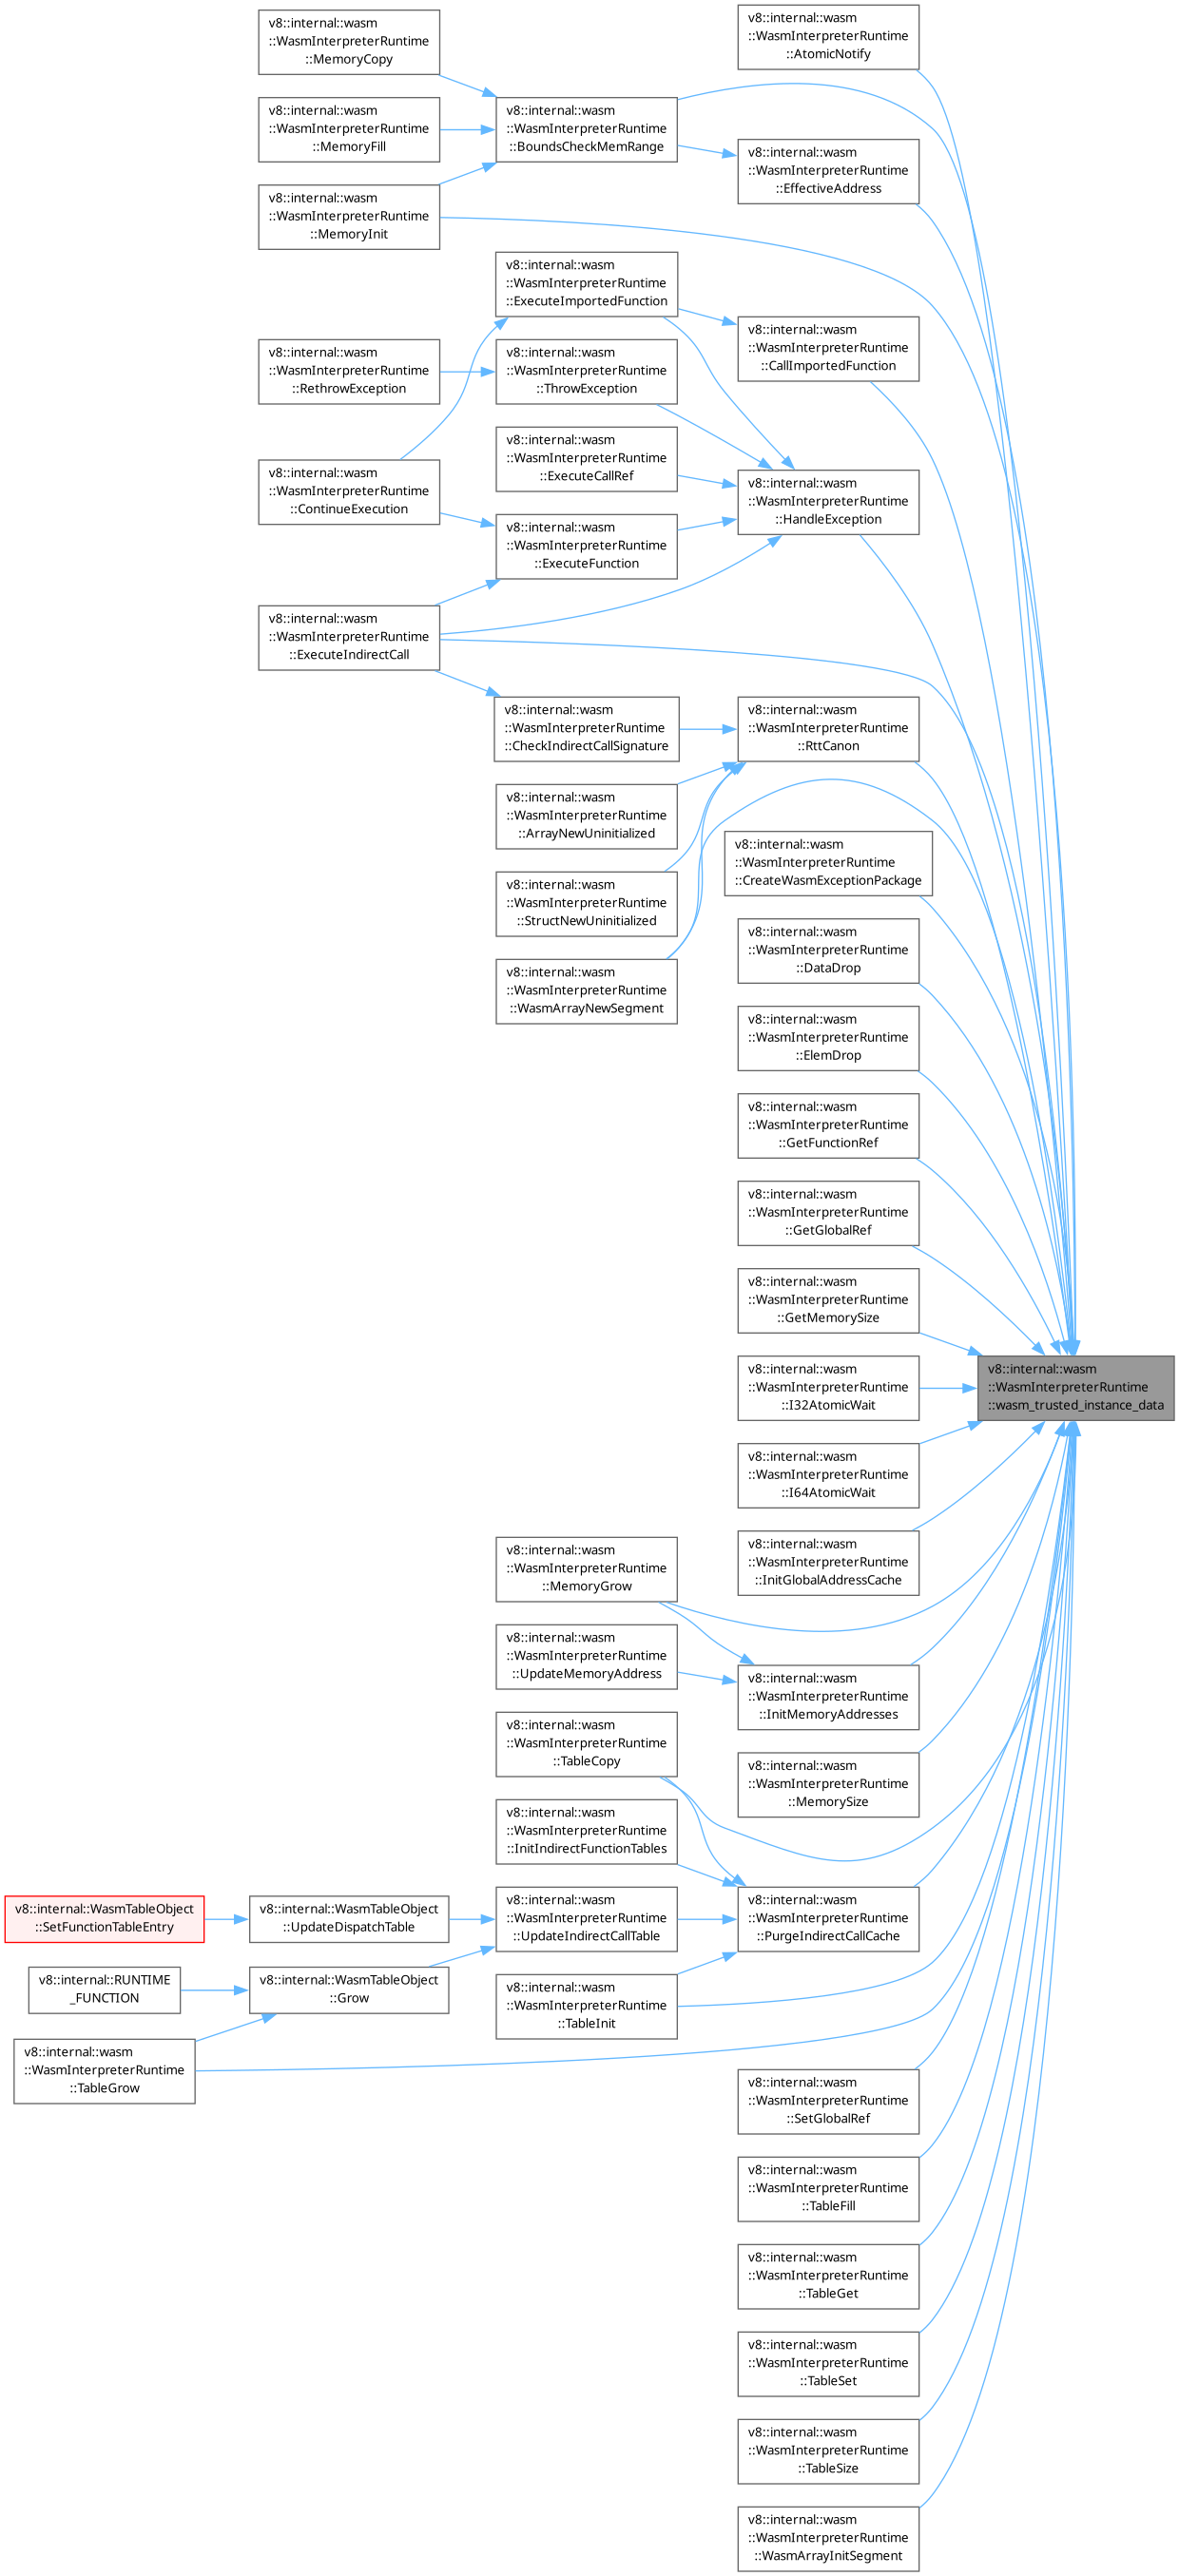 v8::internal::wasm
::WasmInterpreterRuntime
::MemoryCopy
v8::internal::wasm
::WasmInterpreterRuntime
::MemoryFill
v8::internal::wasm
::WasmInterpreterRuntime
::MemoryInit
v8::internal::wasm
::WasmInterpreterRuntime
::RethrowException
v8::internal::wasm
::WasmInterpreterRuntime
::ContinueExecution
v8::internal::wasm
::WasmInterpreterRuntime
::ExecuteIndirectCall
v8::internal::WasmTableObject
::SetFunctionTableEntry
v8::internal::RUNTIME
_FUNCTION
v8::internal::wasm
::WasmInterpreterRuntime
::TableGrow
v8::internal::WasmTableObject
::UpdateDispatchTable
v8::internal::WasmTableObject
::Grow
v8::internal::wasm
::WasmInterpreterRuntime
::BoundsCheckMemRange
v8::internal::wasm
::WasmInterpreterRuntime
::ExecuteImportedFunction
v8::internal::wasm
::WasmInterpreterRuntime
::ThrowException
v8::internal::wasm
::WasmInterpreterRuntime
::ExecuteCallRef
v8::internal::wasm
::WasmInterpreterRuntime
::ExecuteFunction
v8::internal::wasm
::WasmInterpreterRuntime
::CheckIndirectCallSignature
v8::internal::wasm
::WasmInterpreterRuntime
::ArrayNewUninitialized
v8::internal::wasm
::WasmInterpreterRuntime
::StructNewUninitialized
v8::internal::wasm
::WasmInterpreterRuntime
::WasmArrayNewSegment
v8::internal::wasm
::WasmInterpreterRuntime
::MemoryGrow
v8::internal::wasm
::WasmInterpreterRuntime
::UpdateMemoryAddress
v8::internal::wasm
::WasmInterpreterRuntime
::TableCopy
v8::internal::wasm
::WasmInterpreterRuntime
::InitIndirectFunctionTables
v8::internal::wasm
::WasmInterpreterRuntime
::UpdateIndirectCallTable
v8::internal::wasm
::WasmInterpreterRuntime
::TableInit
v8::internal::wasm
::WasmInterpreterRuntime
::AtomicNotify
v8::internal::wasm
::WasmInterpreterRuntime
::EffectiveAddress
v8::internal::wasm
::WasmInterpreterRuntime
::CallImportedFunction
v8::internal::wasm
::WasmInterpreterRuntime
::HandleException
v8::internal::wasm
::WasmInterpreterRuntime
::RttCanon
v8::internal::wasm
::WasmInterpreterRuntime
::CreateWasmExceptionPackage
v8::internal::wasm
::WasmInterpreterRuntime
::DataDrop
v8::internal::wasm
::WasmInterpreterRuntime
::ElemDrop
v8::internal::wasm
::WasmInterpreterRuntime
::GetFunctionRef
v8::internal::wasm
::WasmInterpreterRuntime
::GetGlobalRef
v8::internal::wasm
::WasmInterpreterRuntime
::GetMemorySize
v8::internal::wasm
::WasmInterpreterRuntime
::I32AtomicWait
v8::internal::wasm
::WasmInterpreterRuntime
::I64AtomicWait
v8::internal::wasm
::WasmInterpreterRuntime
::InitGlobalAddressCache
v8::internal::wasm
::WasmInterpreterRuntime
::InitMemoryAddresses
v8::internal::wasm
::WasmInterpreterRuntime
::MemorySize
v8::internal::wasm
::WasmInterpreterRuntime
::PurgeIndirectCallCache
v8::internal::wasm
::WasmInterpreterRuntime
::SetGlobalRef
v8::internal::wasm
::WasmInterpreterRuntime
::TableFill
v8::internal::wasm
::WasmInterpreterRuntime
::TableGet
v8::internal::wasm
::WasmInterpreterRuntime
::TableSet
v8::internal::wasm
::WasmInterpreterRuntime
::TableSize
v8::internal::wasm
::WasmInterpreterRuntime
::WasmArrayInitSegment
v8::internal::wasm
::WasmInterpreterRuntime
::wasm_trusted_instance_data